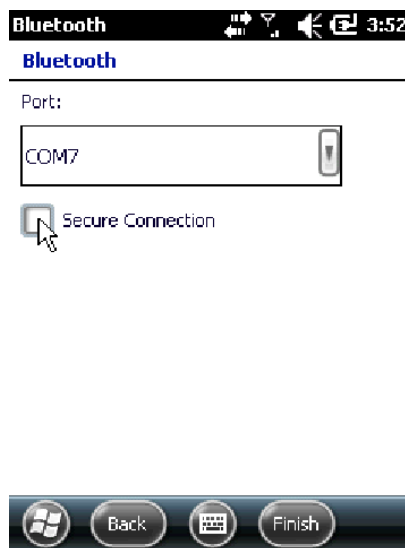 Bluetooth 3:52
Bluetooth
Port:
COM7
Secure Connection
Back Finish